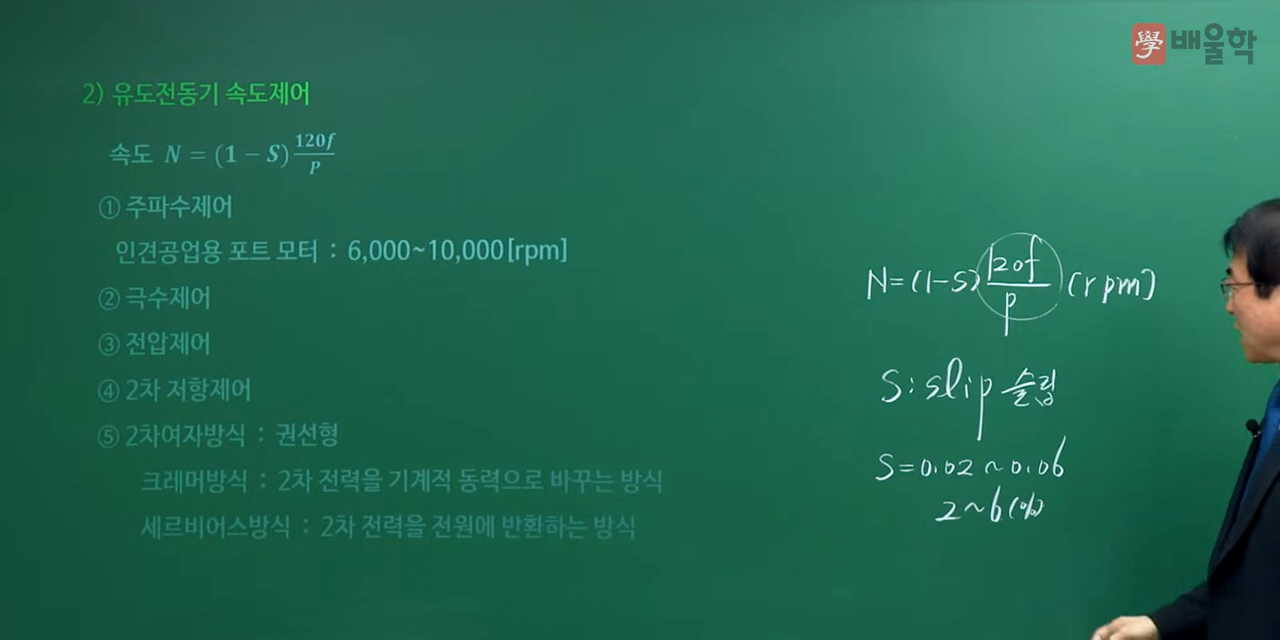 學 배울학
2) 유도전동기 속도제어
속도 N = (1 − S) 120f/P
① 주파수제어
인견공업용 포트 모터 : 6,000~10,000[rpm]
② 극수제어
③ 전압제어
④ 2차 저항제어
⑤ 2차여자방식 : 권선형
크레머방식 : 2차 전력을 기계적 동력으로 바꾸는 방식
세르비어스방식 : 2차 전력을 전원에 반환하는 방식
N=(1-S) 120f/P (rpm]
S: slip 슬립
S=0.02 ~ 0.06
2~6(%)